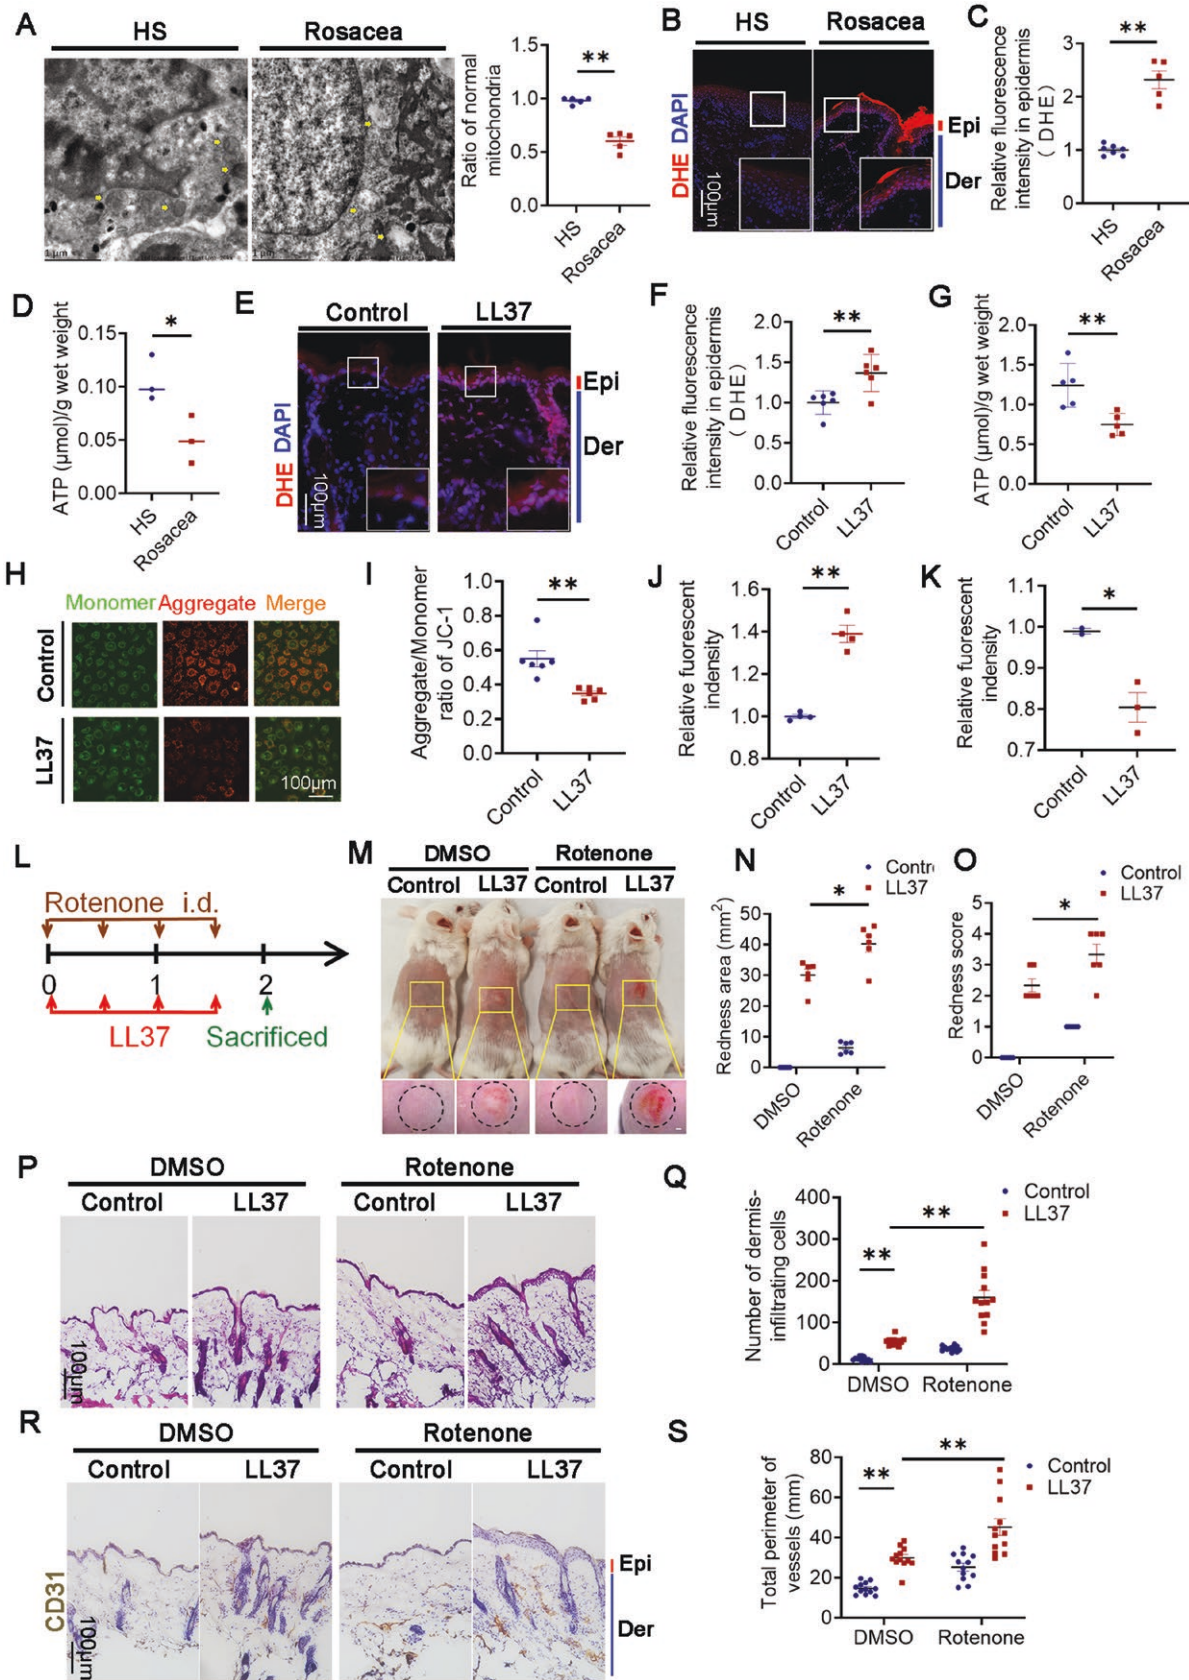 A
HS
Rosacea
1 µm
1 µm
Ratio of normal
mitochondria
1.5
1.0
0.5
0.0
**
HS
Rosacea
B
HS
Rosacea
DHE DAPI
100µm
Epi
Der
C
Relative fluorescence
intensity in epidermis
( DHE )
3
2
1
0
**
HS
Rosacea
D
ATP (µmol)/g wet weight
0.15
0.10
0.05
0.00
*
HS
Rosacea
E
Control
LL37
DHE DAPI
100µm
Epi
Der
F
Relative fluorescence
intensity in epidermis
( DHE )
2.0
1.5
1.0
0.5
0.0
**
Control
LL37
G
ATP (µmol)/g wet weight
2.0
1.5
1.0
0.5
0.0
**
Control
LL37
H
Monomer Aggregate Merge
Control
LL37
100µm
I
Aggregate/Monomer
ratio of JC-1
1.0
0.8
0.6
0.4
0.2
0.0
**
Control
LL37
J
Relative fluorescent
indensity
1.6
1.4
1.2
1.0
0.8
**
Control
LL37
K
Relative fluorescent
indensity
1.1
1.0
0.9
0.8
0.7
*
Control
LL37
L
Rotenone i.d.
0 1 2
LL37 Sacrificed
M
DMSO Rotenone
Control LL37 Control LL37
N
Contr
LL37
Redness area (mm²)
50
40
30
20
10
0
*
DMSO
Rotenone
O
Control
LL37
Redness score
5
4
3
2
1
0
*
DMSO
Rotenone
P
DMSO Rotenone
Control LL37 Control LL37
100µm
Q
Control
LL37
Number of dermis-
infiltrating cells
400
300
200
100
50
0
** **
DMSO Rotenone
R
DMSO Rotenone
Control LL37 Control LL37
CD31
100µm
Epi
Der
S
Control
LL37
Total perimeter of
vessels (mm)
80
60
40
20
0
** **
DMSO Rotenone